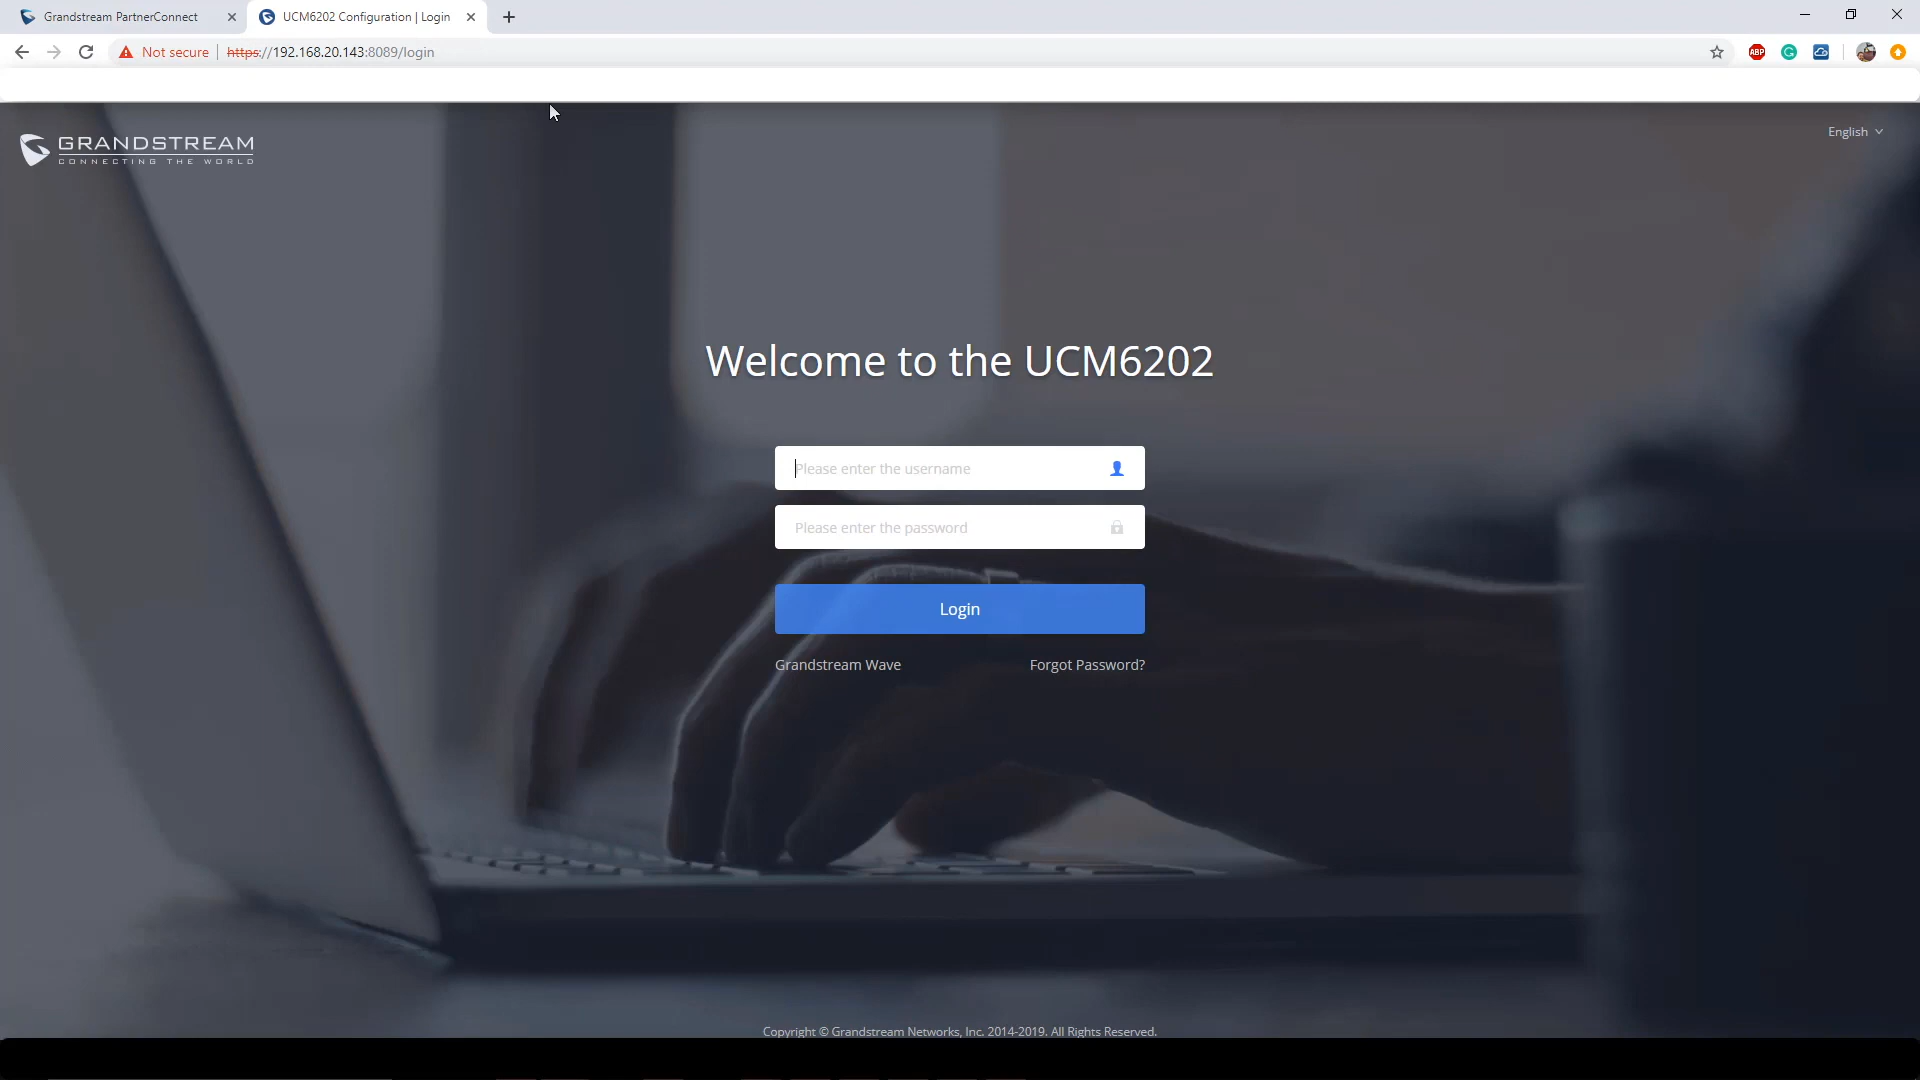 Grandstream PartnerConnect
UCM6202 Configuration | Login
Not secure
https://192.168.20.143:8089/login
ABP
GRANDSTREAM
CONNECTING THE WORLD
English
Welcome to the UCM6202
Please enter the username
Please enter the password
Login
Grandstream Wave
Forgot Password?
Copyright © Grandstream Networks, Inc. 2014-2019. All Rights Reserved.